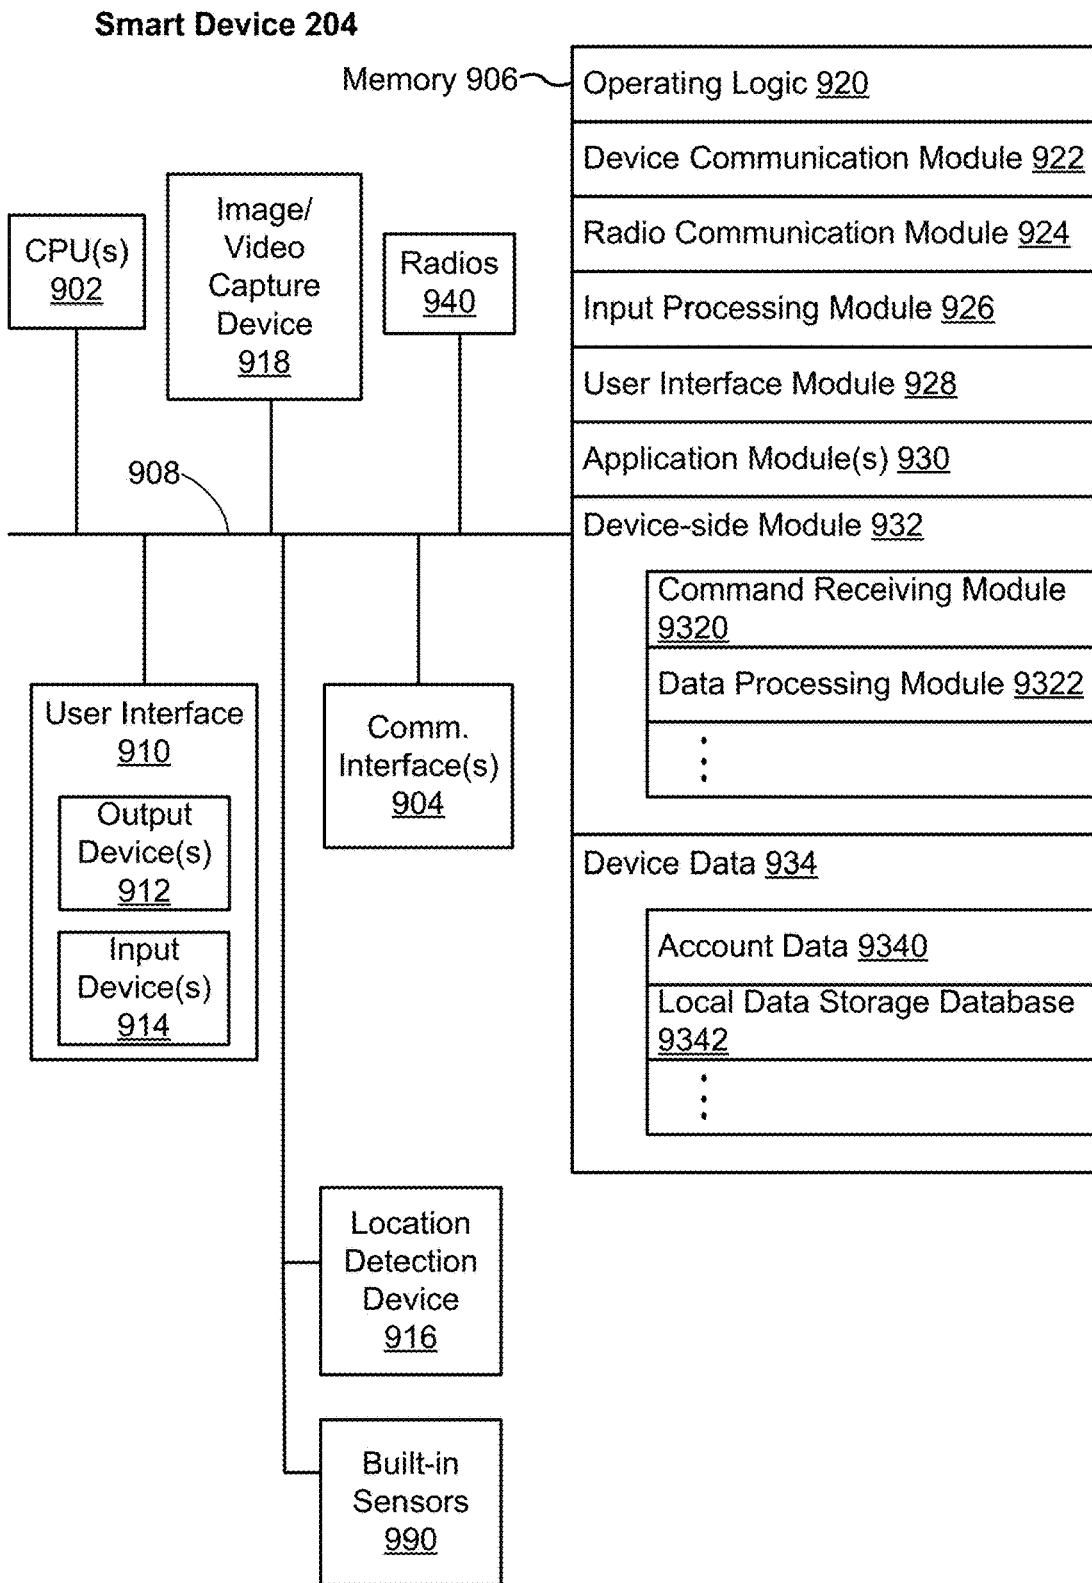 Smart Device 204
Memory 906
Operating Logic 920
Device Communication Module 922
Radio Communication Module 924
Input Processing Module 926
User Interface Module 928
Application Module(s) 930
Device-side Module 932
Command Receiving Module
9320
Data Processing Module 9322
Device Data 934
Account Data 9340
Local Data Storage Database
9342
CPU(s)
902
Image/
Video
Capture
Device
918
Radios
940
908
User Interface
910
Output
Device(s)
912
Input
Device(s)
914
Comm.
Interface(s)
904
Location
Detection
Device
916
Built-in
Sensors
990